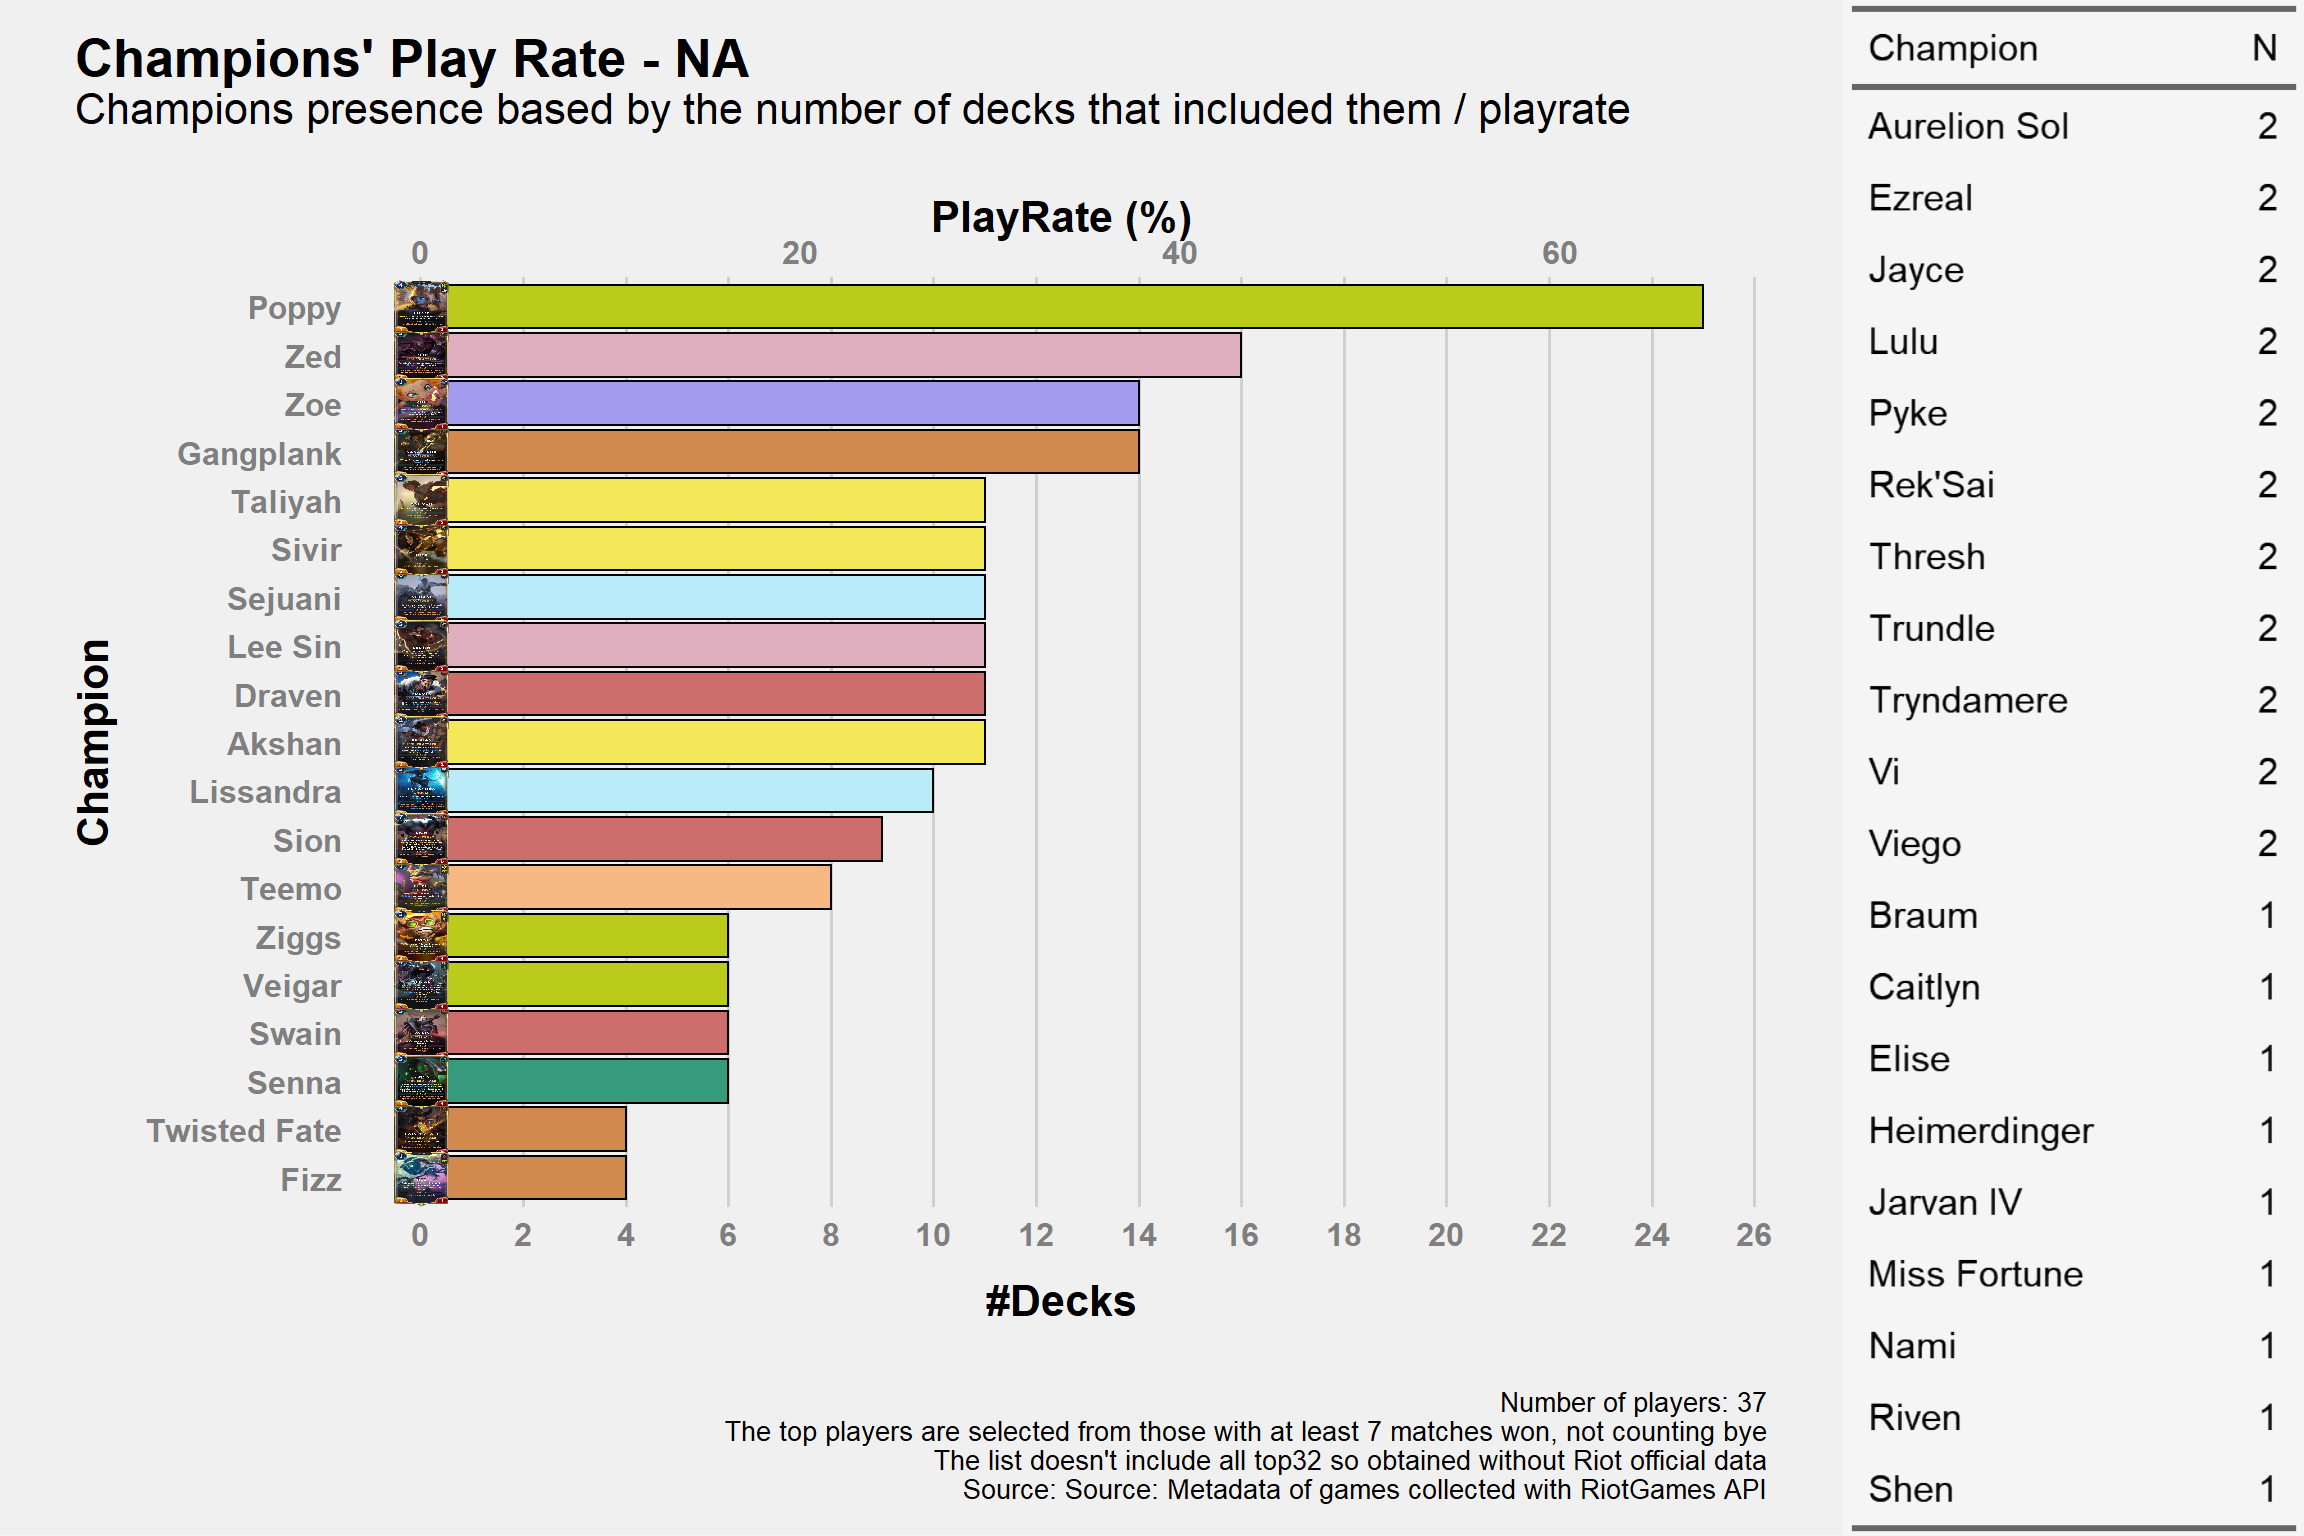 Champions' Play Rate - NA
Champions presence based by the number of decks that included them / playrate
PlayRate (%)
0 20 40 60
Champion
Poppy
Zed
Zoe
Gangplank
Taliyah
Sivir
Sejuani
Lee Sin
Draven
Akshan
Lissandra
Sion
Teemo
Ziggs
Veigar
Swain
Senna
Twisted Fate
Fizz
0 2 4 6 8 10 12 14 16 18 20 22 24 26
#Decks
Number of players: 37
The top players are selected from those with at least 7 matches won, not counting bye
The list doesn't include all top32 so obtained without Riot official data
Source: Source: Metadata of games collected with RiotGames API
Champion N
Aurelion Sol 2
Ezreal 2
Jayce 2
Lulu 2
Pyke 2
Rek'Sai 2
Thresh 2
Trundle 2
Tryndamere 2
Vi 2
Viego 2
Braum 1
Caitlyn 1
Elise 1
Heimerdinger 1
Jarvan IV 1
Miss Fortune 1
Nami 1
Riven 1
Shen 1